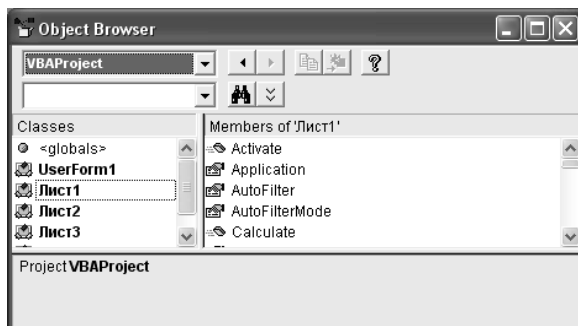 Object Browser
VBAProject
Classes
Members of 'Лист1'
<globals>
Activate
UserForm1
Application
Лист1
AutoFilter
Лист2
AutoFilterMode
Лист3
Calculate
Project VBAProject